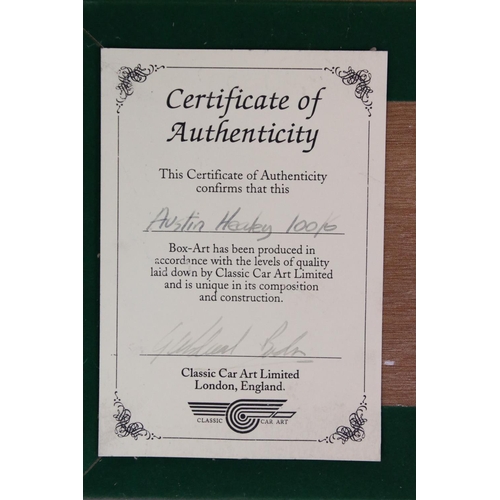 Certificate of
Authenticity
This Certificate of Authenticity
confirms that this
Austin Healey 100/6
Box-Art has been produced in
accordance with the levels of quality
laid down by Classic Car Art Limited
and is unique in its composition
and construction.
Classic Car Art Limited
London, England.
CLASSIC CAR ART